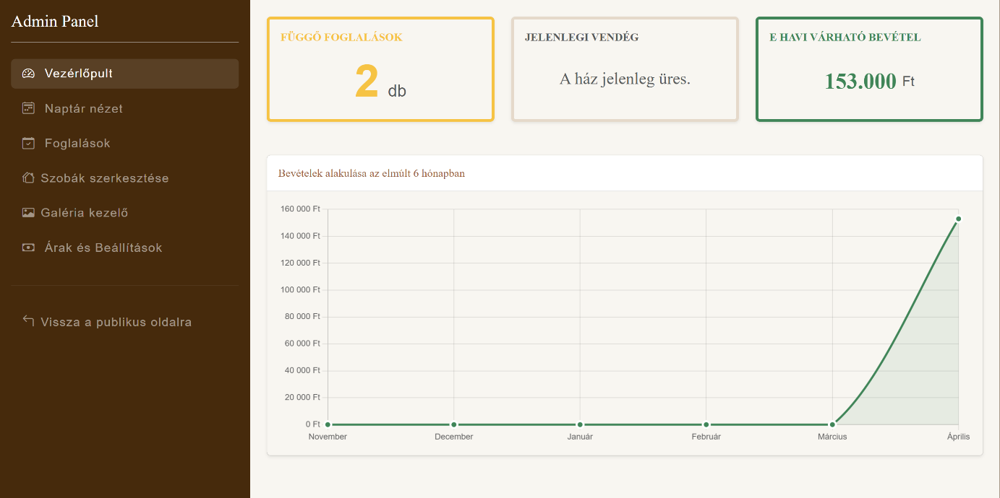 Admin Panel
Vezérlőpult
Naptár nézet
Foglalások
Szobák szerkesztése
Galéria kezelő
Árak és Beállítások
Vissza a publikus oldalra
FÜGGŐ FOGLALÁSOK
2 db
JELENLEGI VENDÉG
A ház jelenleg üres.
E HAVI VÁRHATÓ BEVÉTEL
153.000 Ft
Bevételek alakulása az elmúlt 6 hónapban
160 000 Ft
140 000 Ft
120 000 Ft
100 000 Ft
80 000 Ft
60 000 Ft
40 000 Ft
20 000 Ft
0 Ft
November December Január Február Március Április